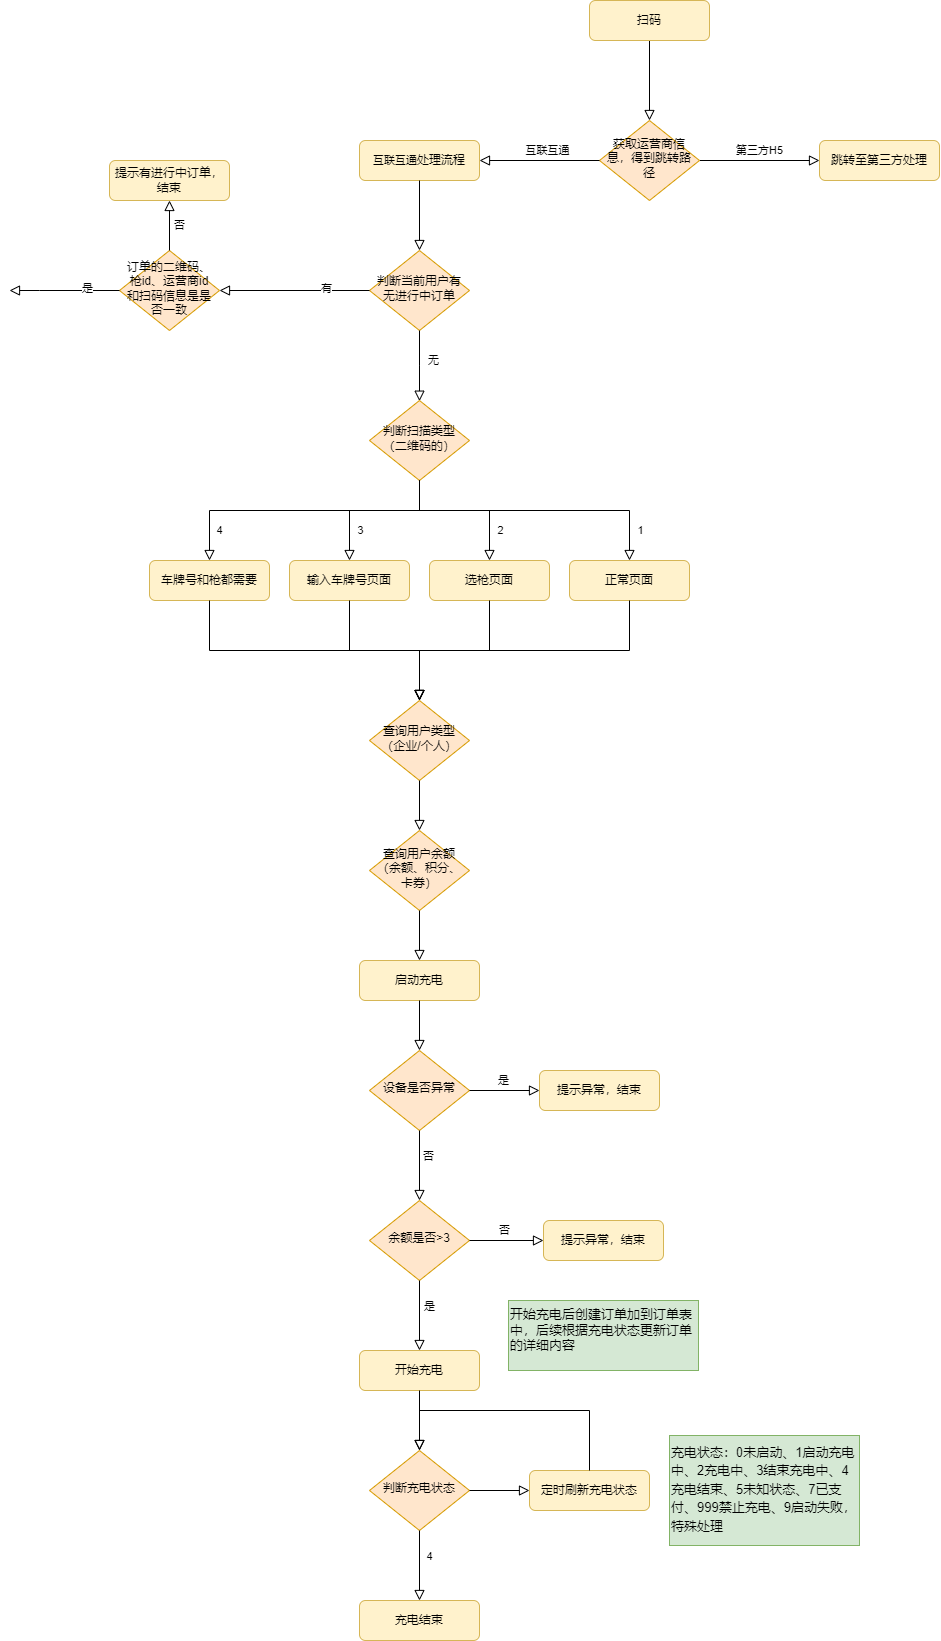 扫码
获取运营商信
息，得到跳转路
径
互联互通
第三方H5
互联互通处理流程
跳转至第三方处理
提示有进行中订单，
结束
否
订单的二维码、
枪id、运营商id
和扫码信息是是
否一致
是
有
判断当前用户有
无进行中订单
无
判断扫描类型
（二维码的）
4
3
2
1
车牌号和枪都需要
输入车牌号页面
选枪页面
正常页面
查询用户类型
（企业/个人）
查询用户余额
（余额、积分、
卡券）
启动充电
设备是否异常
是
提示异常，结束
否
余额是否>3
否
提示异常，结束
是
开始充电后创建订单加到订单表
中，后续根据充电状态更新订单
的详细内容
开始充电
判断充电状态
定时刷新充电状态
充电状态：0未启动、1启动充电
中、2充电中、3结束充电中、4
充电结束、5未知状态、7已支
付、999禁止充电、9启动失败，
特殊处理
4
充电结束